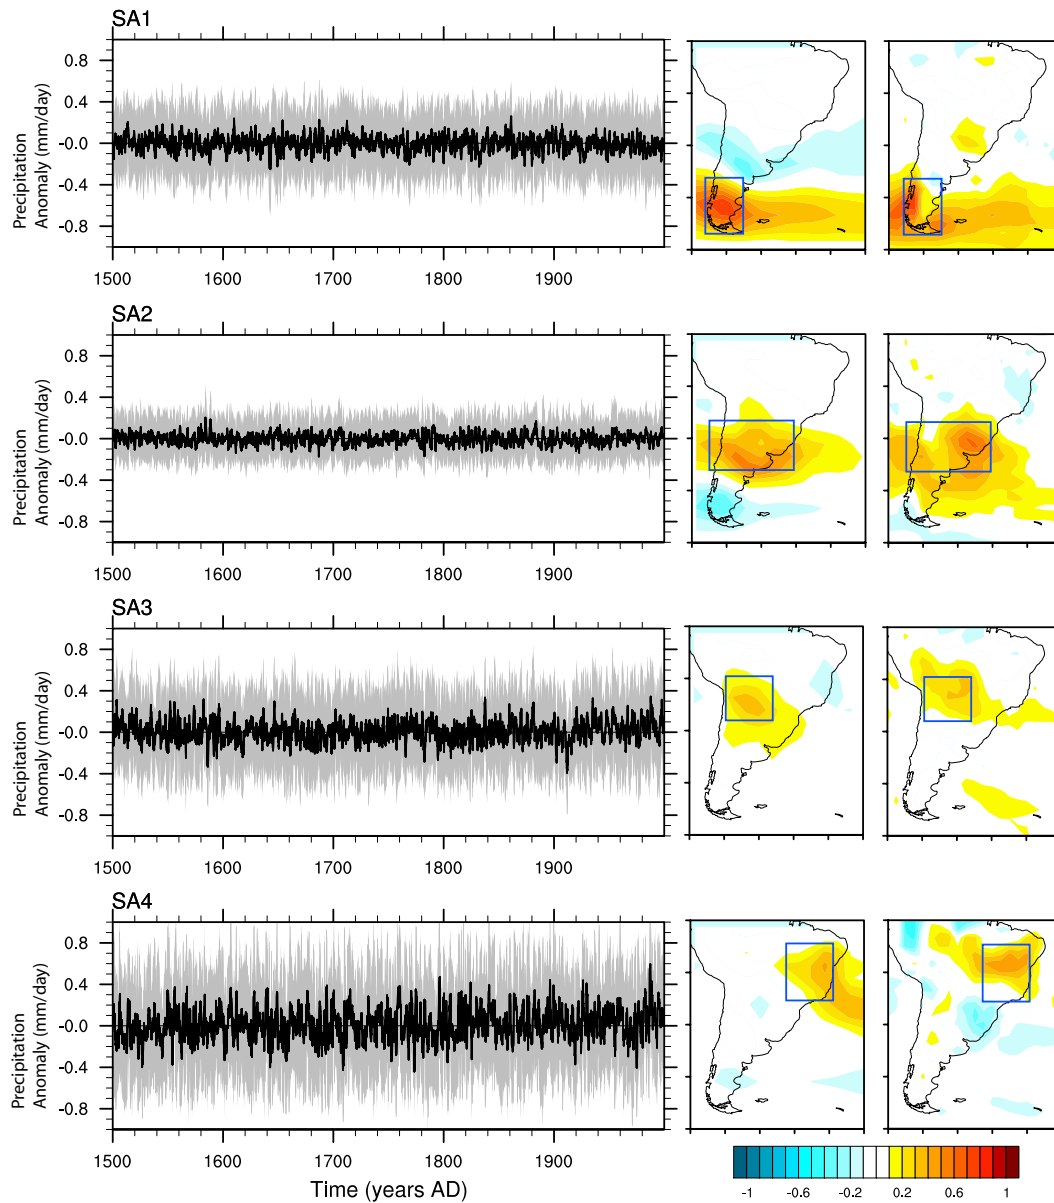 SA1
0.8
0.4
-0.0
-0.4
-0.8
Precipitation
Anomaly (mm/day)
1500 1600 1700 1800 1900
SA2
0.8
0.4
-0.0
-0.4
-0.8
Precipitation
Anomaly (mm/day)
1500 1600 1700 1800 1900
SA3
0.8
0.4
-0.0
-0.4
-0.8
Precipitation
Anomaly (mm/day)
1500 1600 1700 1800 1900
SA4
0.8
0.4
-0.0
-0.4
-0.8
Precipitation
Anomaly (mm/day)
1500 1600 1700 1800 1900
Time (years AD)
-1 -0.6 -0.2 0.2 0.6 1